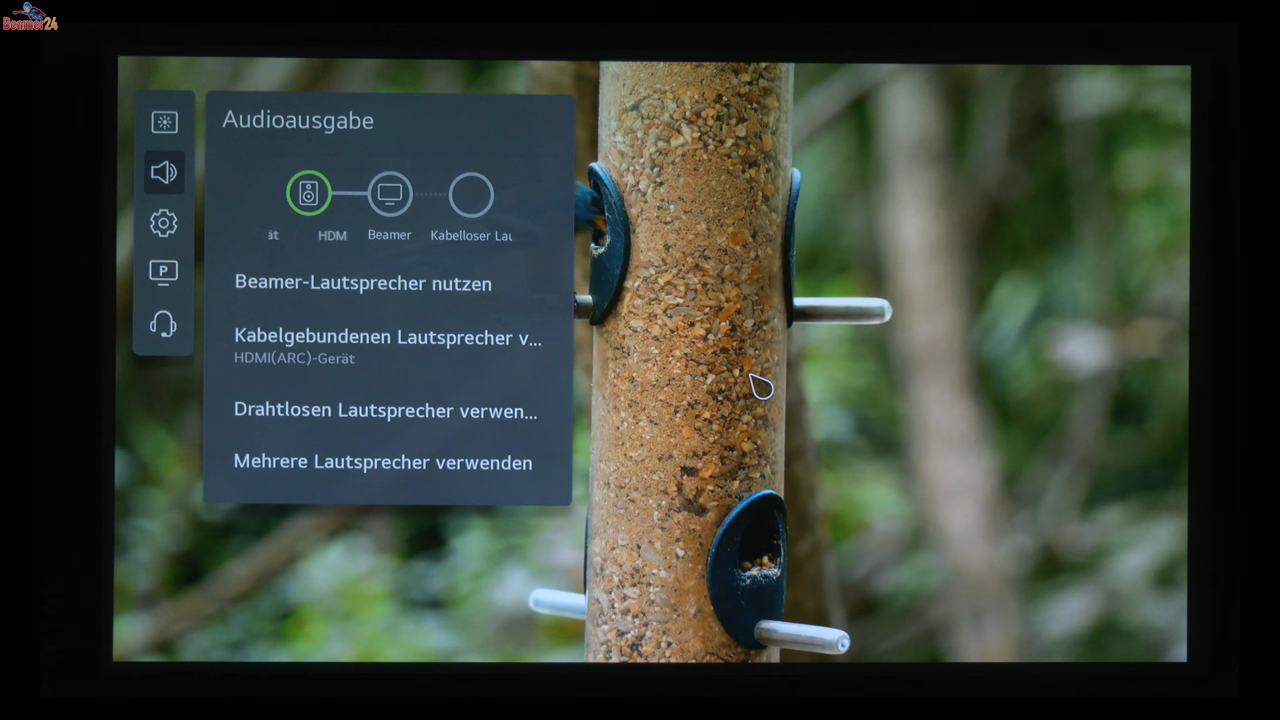 Beamer24
Audioausgabe
ät HDM Beamer Kabelloser Lau
Beamer-Lautsprecher nutzen
Kabelgebundenen Lautsprecher v...
HDMI(ARC)-Gerät
P
Drahtlosen Lautsprecher verwen...
Mehrere Lautsprecher verwenden